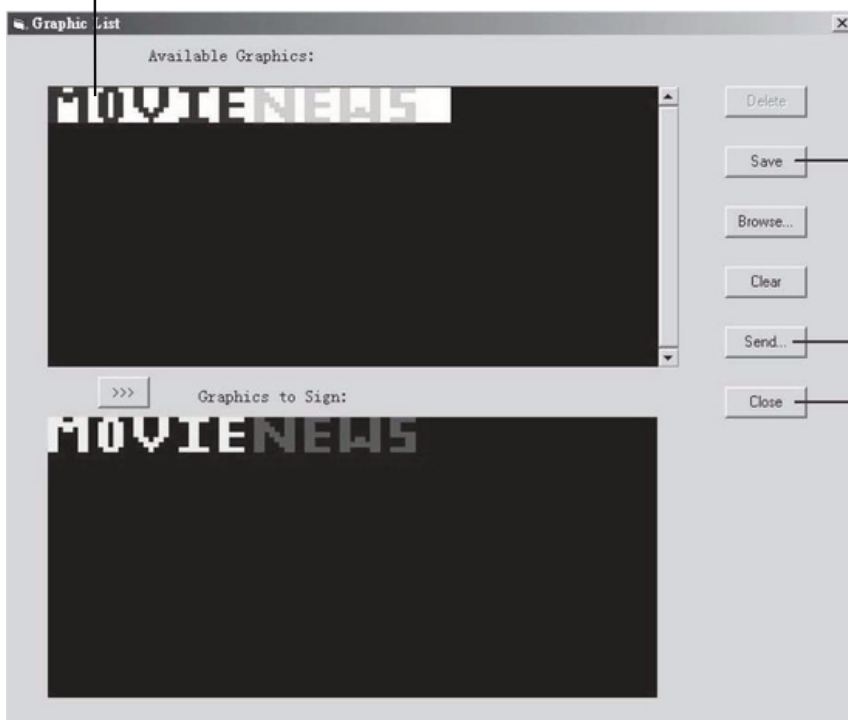 Graphic List
Available Graphics:
MOVIENEWS
Delete
Save
Browse...
Clear
Send...
Close
>>>
Graphics to Sign:
MOVIENEWS